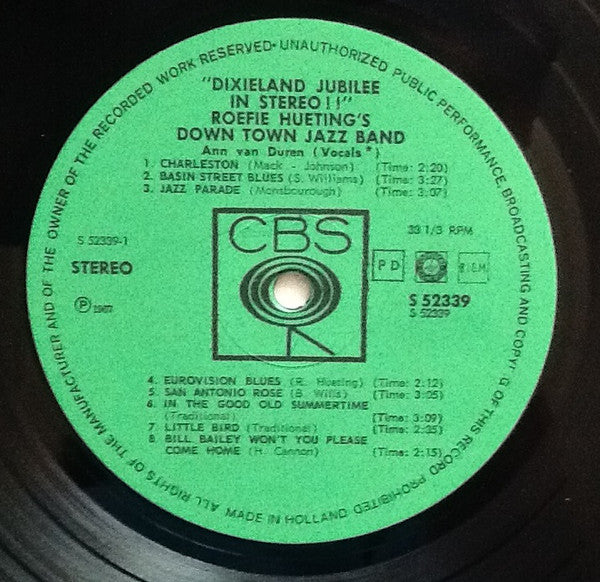 ALL RIGHTS OF THE MANUFACTURER AND OF THE OWNER OF THE RECORDED WORK RESERVED · UNAUTHORIZED PUBLIC PERFORMANCE, BROADCASTING AND COPYING OF THIS RECORD PROHIBITED
"DIXIELAND JUBILEE
IN STEREO!!"
ROEFIE HUETING'S
DOWN TOWN JAZZ BAND
Ann van Duren (Vocals*)
1. CHARLESTON (Mack - Johnson) (Time: 2:20)
2. BASIN STREET BLUES (S. Williams) (Time: 3:27)
3. JAZZ PARADE (Monsbourough) (Time: 3:07)
CBS
S 52339-1
33 1/3 RPM
STEREO
PD
B.I.E.M.
Ⓟ 1967
S 52339
S 52339
4. EUROVISION BLUES (R. Hueting) (Time: 2:12)
5. SAN ANTONIO ROSE (B. Wills) (Time: 3:05)
6. IN THE GOOD OLD SUMMERTIME
(Traditional) (Time: 3:09)
7. LITTLE BIRD (Traditional) (Time: 2:35)
8. BILL BAILEY WON'T YOU PLEASE
COME HOME (H. Cannon) (Time: 2:15)
MADE IN HOLLAND